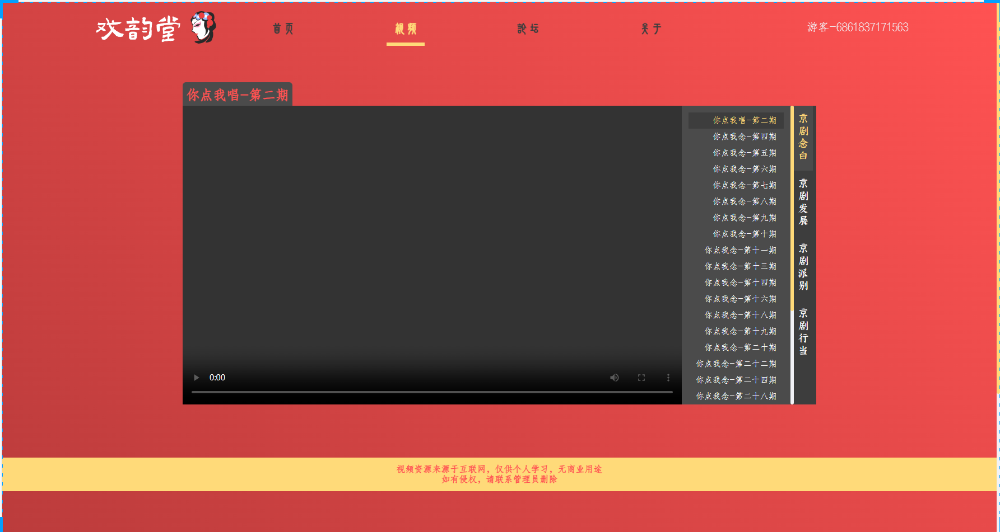 欢韵堂
首页
视频
论坛
关于
游客-6861837171563
你点我唱-第二期
0:00
你点我唱-第二期
你点我念-第四期
你点我念-第五期
你点我念-第六期
你点我念-第七期
你点我念-第八期
你点我念-第九期
你点我念-第十期
你点我念-第十一期
你点我念-第十三期
你点我念-第十四期
你点我念-第十六期
你点我念-第十八期
你点我念-第十九期
你点我念-第二十期
你点我念-第二十二期
你点我念-第二十四期
你点我念-第二十八期
京剧念白
京剧发展
京剧派别
京剧行当
视频资源来源于互联网，仅供个人学习，无商业用途
如有侵权，请联系管理员删除